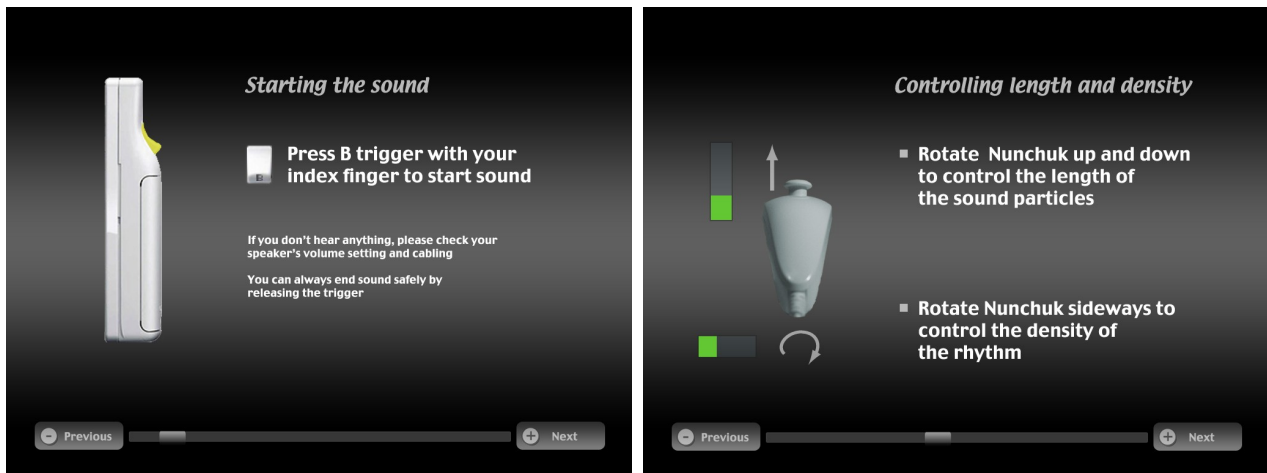 Starting the sound
B
Press B trigger with your
index finger to start sound
If you don't hear anything, please check your
speaker's volume setting and cabling
You can always end sound safely by
releasing the trigger
- Previous
+ Next
Controlling length and density
Rotate Nunchuk up and down
to control the length of
the sound particles
Rotate Nunchuk sideways to
control the density of
the rhythm
- Previous
+ Next